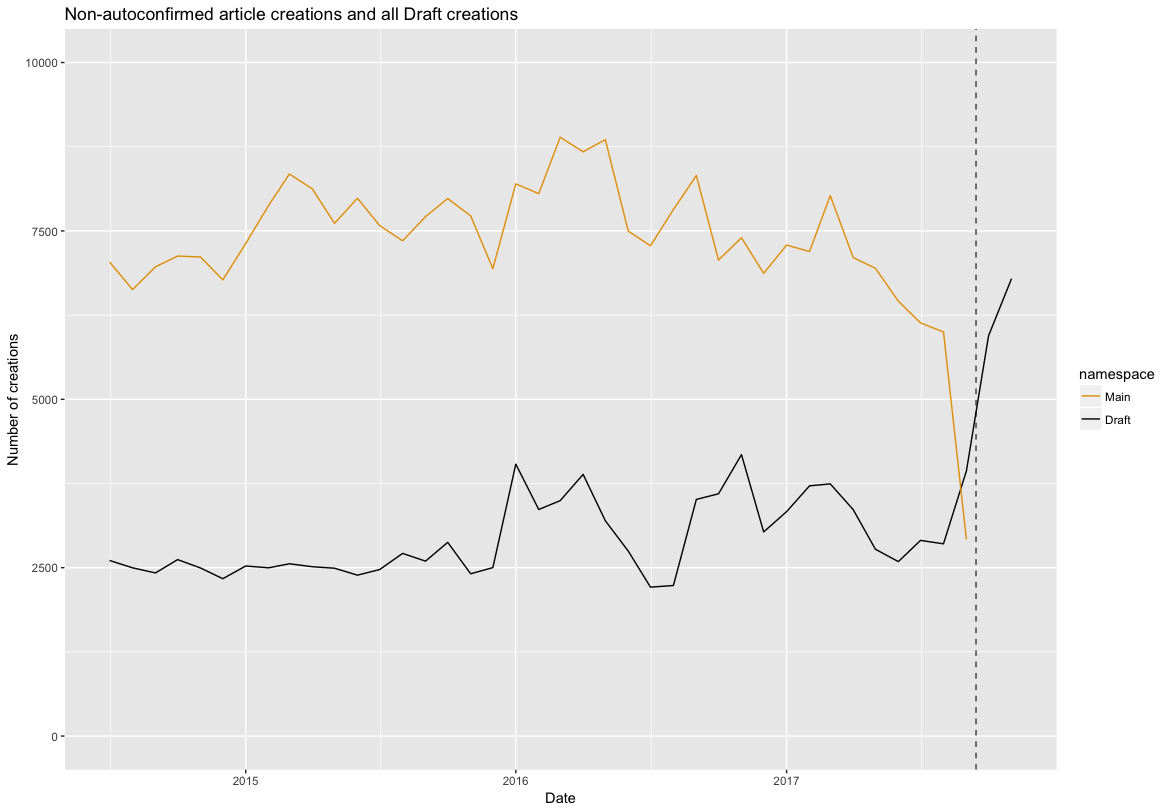 Non-autoconfirmed article creations and all Draft creations
Number of creations
10000
7500
5000
2500
0
2015
2016
2017
Date
namespace
Main
Draft